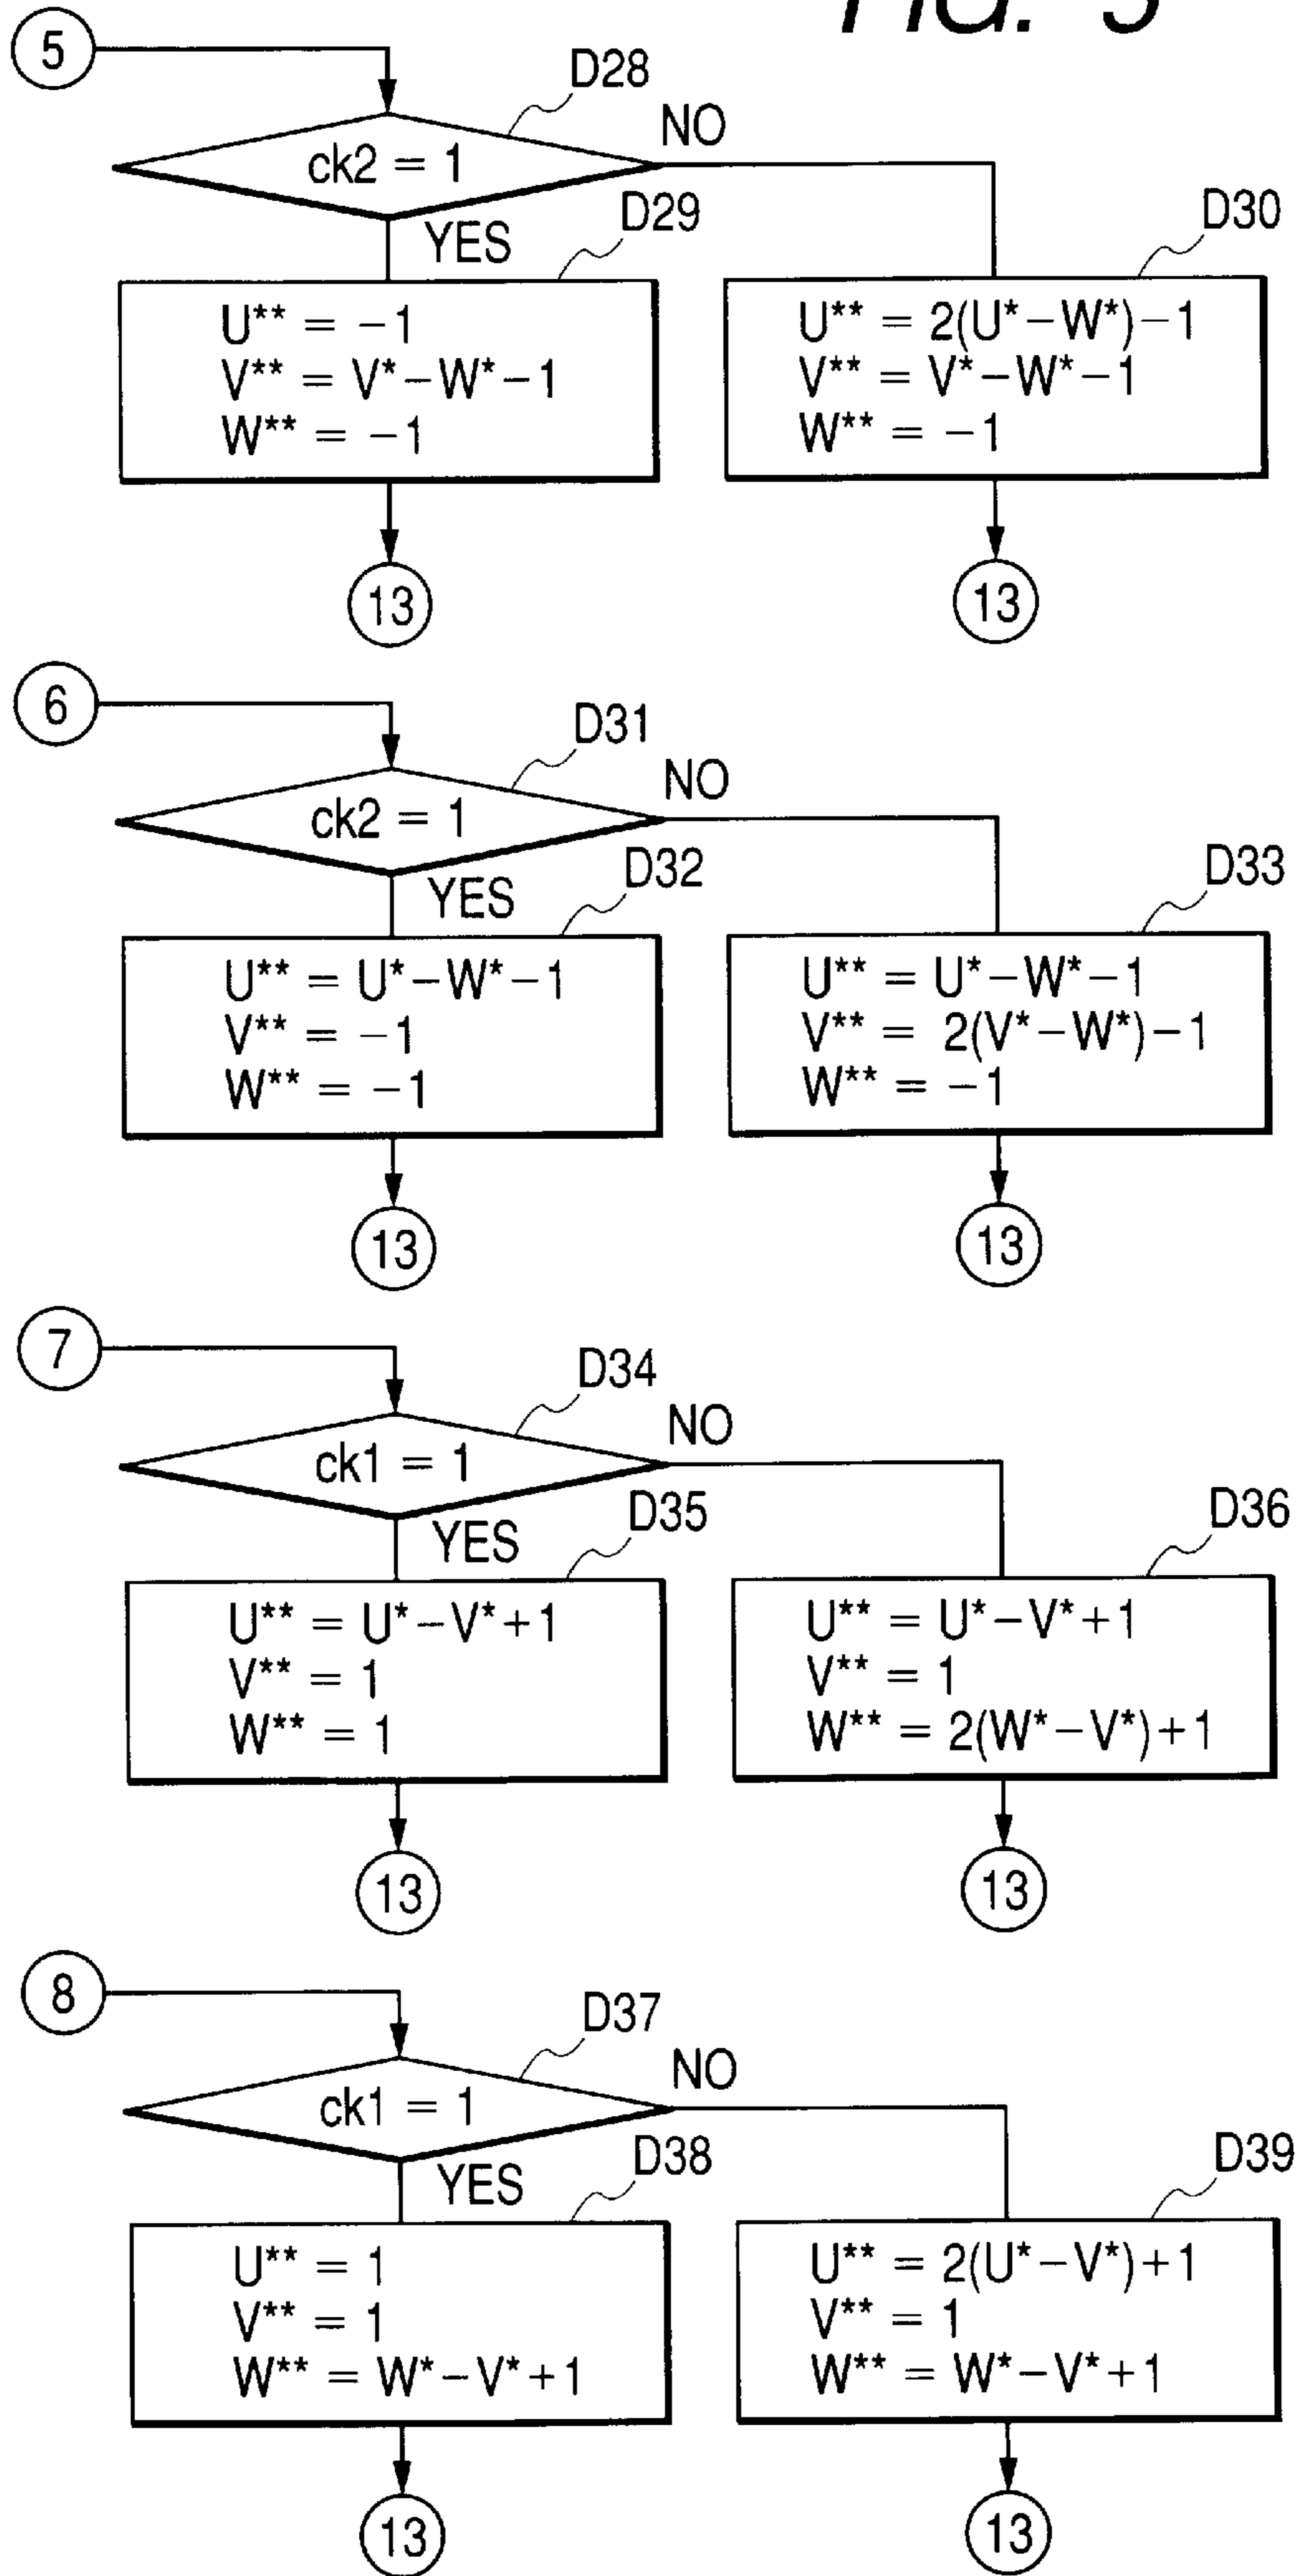 5
D28
ck2 = 1
NO
YES
D29
U** = −1
V** = V*−W*−1
W** = −1
D30
U** = 2(U*−W*)−1
V** = V*−W*−1
W** = −1
13
13
6
D31
ck2 = 1
NO
YES
D32
U** = U*−W*−1
V** = −1
W** = −1
D33
U** = U*−W*−1
V** = 2(V*−W*)−1
W** = −1
13
13
7
D34
ck1 = 1
NO
YES
D35
U** = U*−V*+1
V** = 1
W** = 1
D36
U** = U*−V*+1
V** = 1
W** = 2(W*−V*)+1
13
13
8
D37
ck1 = 1
NO
YES
D38
U** = 1
V** = 1
W** = W*−V*+1
D39
U** = 2(U*−V*)+1
V** = 1
W** = W*−V*+1
13
13